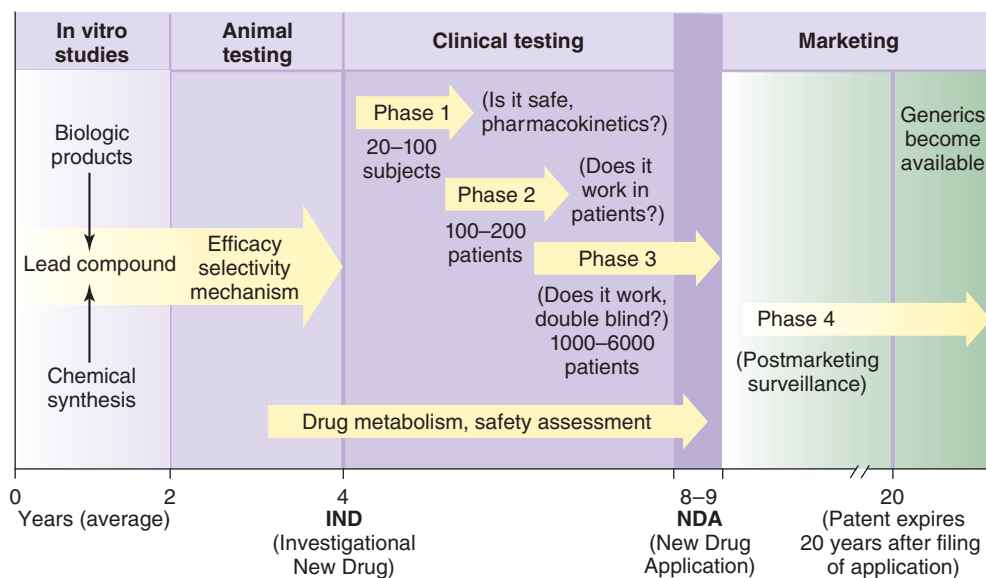 In vitro
studies
Animal
testing
Clinical testing
Marketing
Biologic
products
Lead compound
Chemical
synthesis
Efficacy
selectivity
mechanism
Phase 1
(Is it safe,
pharmacokinetics?)
20–100
subjects
Phase 2
(Does it
work in
patients?)
100–200
patients
Phase 3
(Does it work,
double blind?)
1000–6000
patients
Drug metabolism, safety assessment
Generics
become
available
Phase 4
(Postmarketing
surveillance)
0
2
4
8–9
20
Years (average)
IND
(Investigational
New Drug)
NDA
(New Drug
Application)
(Patent expires
20 years after filing
of application)